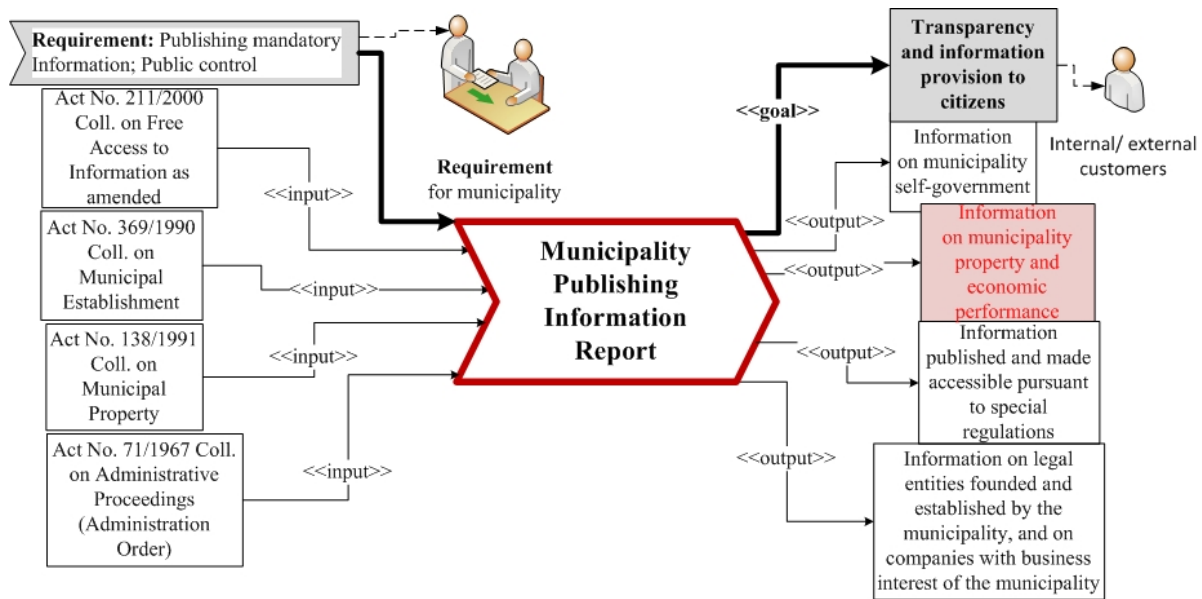 Requirement: Publishing mandatory
Information; Public control
Act No. 211/2000
Coll. on Free
Access to
Information as
amended
Act No. 369/1990
Coll. on
Municipal
Establishment
Act No. 138/1991
Coll. on
Municipal
Property
Act No. 71/1967 Coll.
on Administrative
Proceedings
(Administration
Order)
<<input>>
<<input>>
<<input>>
<<input>>
Requirement
for municipality
Municipality
Publishing
Information
Report
<<goal>>
<<output>>
<<output>>
<<output>>
<<output>>
Transparency
and information
provision to
citizens
Internal/ external
customers
Information
on municipality
self-government
Information
on municipality
property and
economic
performance
Information
published and made
accessible pursuant
to special
regulations
Information on legal
entities founded and
established by the
municipality, and on
companies with business
interest of the municipality